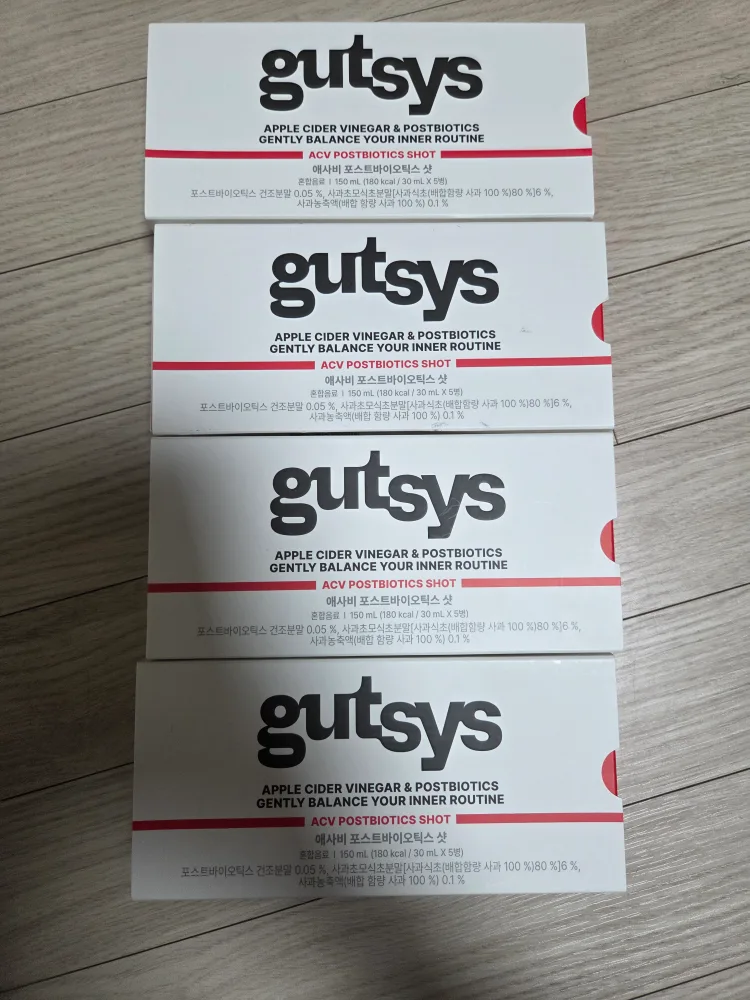 gutsys
APPLE CIDER VINEGAR & POSTBIOTICS
GENTLY BALANCE YOUR INNER ROUTINE
ACV POSTBIOTICS SHOT
애사비 포스트바이오틱스 샷
혼합음료 | 150 mL (180 kcal / 30 mL X 5병)
포스트바이오틱스 건조분말 0.05 %, 사과초모식초분말[사과식초(배합함량 사과 100 %)80 %]6 %,
사과농축액(배합 함량 사과 100 %) 0.1 %
gutsys
APPLE CIDER VINEGAR & POSTBIOTICS
GENTLY BALANCE YOUR INNER ROUTINE
ACV POSTBIOTICS SHOT
애사비 포스트바이오틱스 샷
혼합음료 | 150 mL (180 kcal / 30 mL X 5병)
포스트바이오틱스 건조분말 0.05 %, 사과초모식초분말[사과식초(배합함량 사과 100 %)80 %]6 %,
사과농축액(배합 함량 사과 100 %) 0.1 %
gutsys
APPLE CIDER VINEGAR & POSTBIOTICS
GENTLY BALANCE YOUR INNER ROUTINE
ACV POSTBIOTICS SHOT
애사비 포스트바이오틱스 샷
혼합음료 | 150 mL (180 kcal / 30 mL X 5병)
포스트바이오틱스 건조분말 0.05 %, 사과초모식초분말[사과식초(배합함량 사과 100 %)80 %]6 %,
사과농축액(배합 함량 사과 100 %) 0.1 %
gutsys
APPLE CIDER VINEGAR & POSTBIOTICS
GENTLY BALANCE YOUR INNER ROUTINE
ACV POSTBIOTICS SHOT
애사비 포스트바이오틱스 샷
혼합음료 | 150 mL (180 kcal / 30 mL X 5병)
포스트바이오틱스 건조분말 0.05 %, 사과초모식초분말[사과식초(배합함량 사과 100 %)80 %]6 %,
사과농축액(배합 함량 사과 100 %) 0.1 %